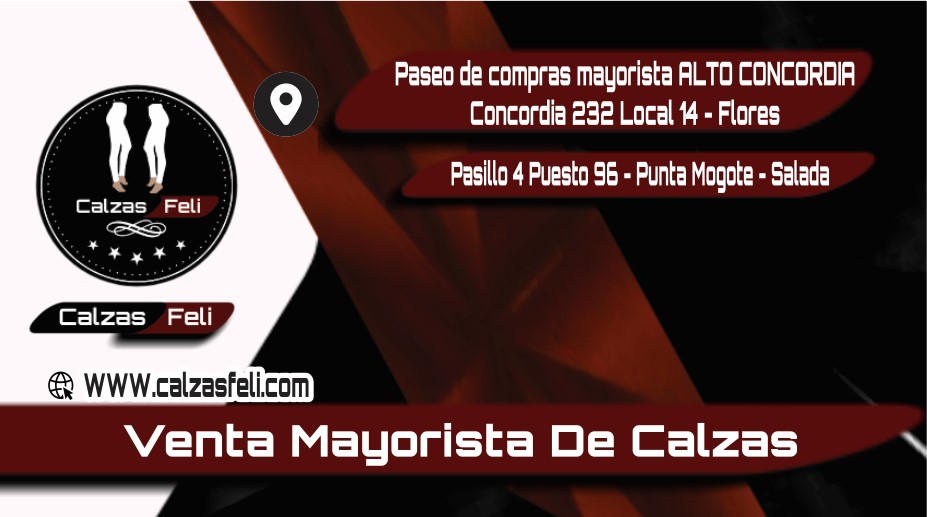 Paseo de compras mayorista ALTO CONCORDIA
Concordia 232 Local 14 - Flores
Pasillo 4 Puesto 96 - Punta Mogote - Salada
Calzas Feli
Calzas Feli
WWW.calzasfeli.com
Venta Mayorista De Calzas